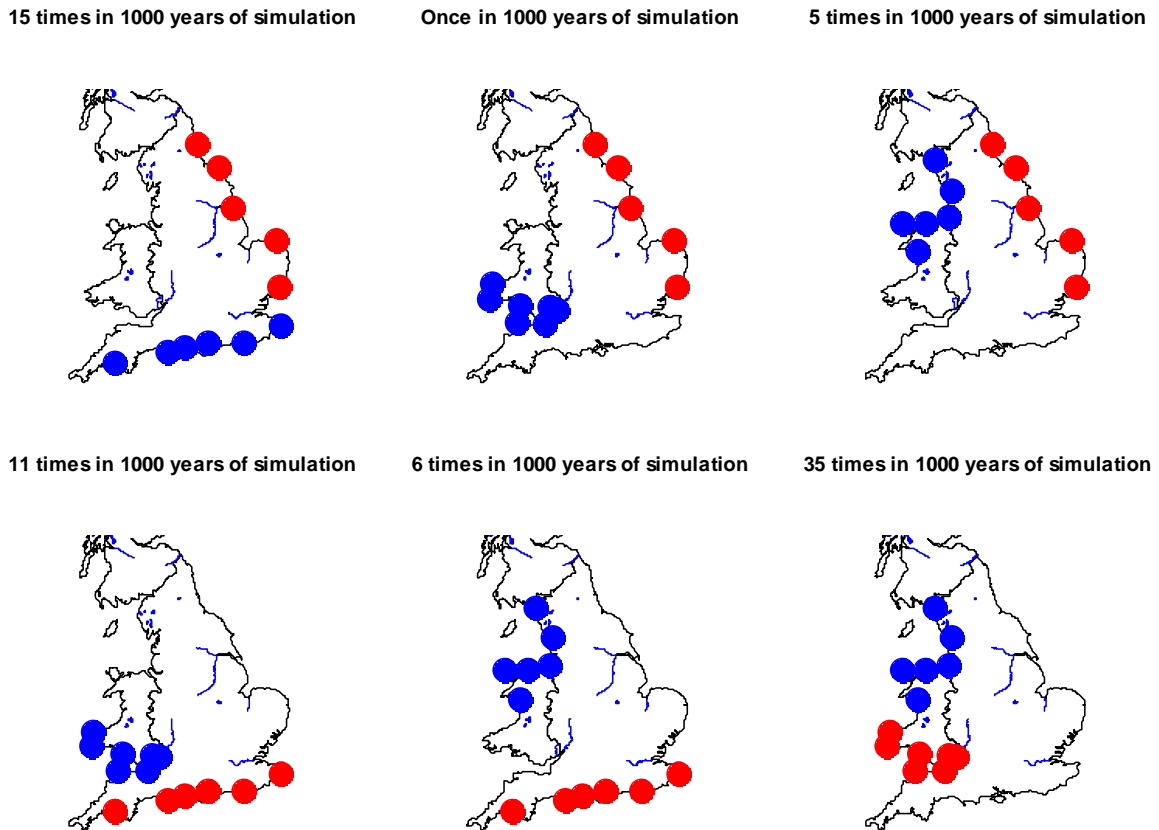 15 times in 1000 years of simulation
Once in 1000 years of simulation
5 times in 1000 years of simulation
11 times in 1000 years of simulation
6 times in 1000 years of simulation
35 times in 1000 years of simulation